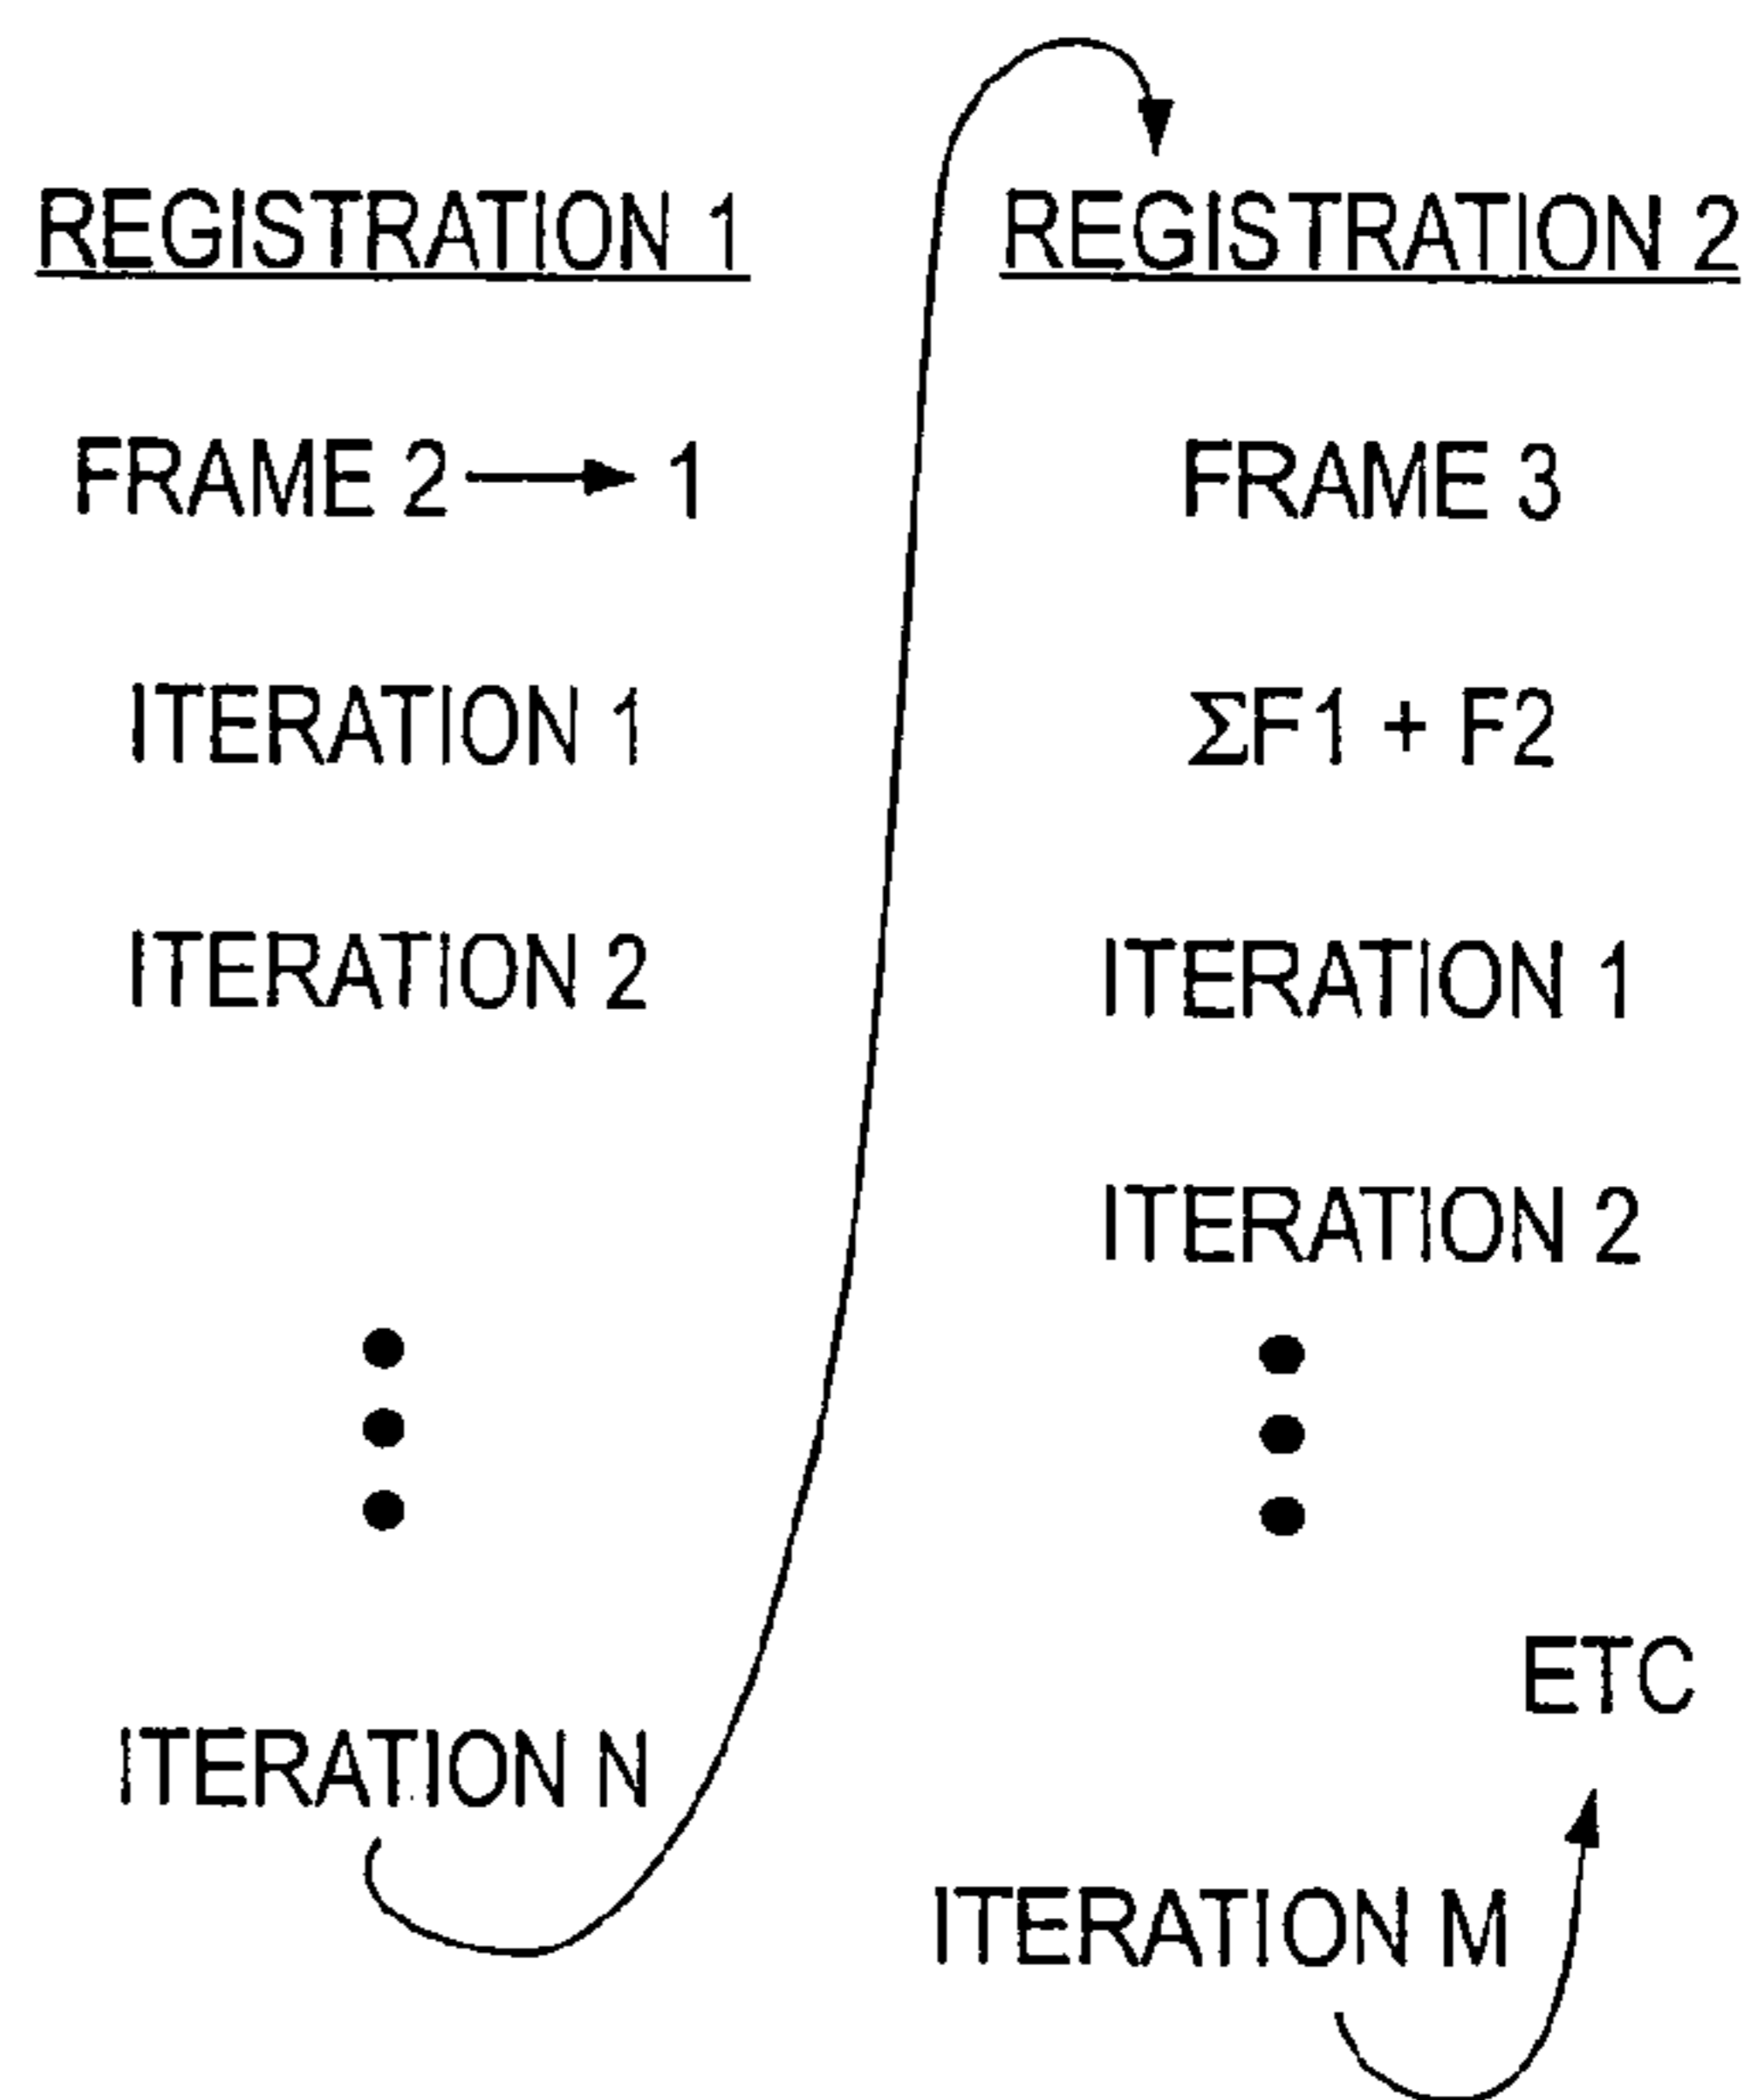 REGISTRATION 1
FRAME 2 → 1
ITERATION 1
ITERATION 2
ITERATION N
REGISTRATION 2
FRAME 3
ΣF1 + F2
ITERATION 1
ITERATION 2
ETC
ITERATION M